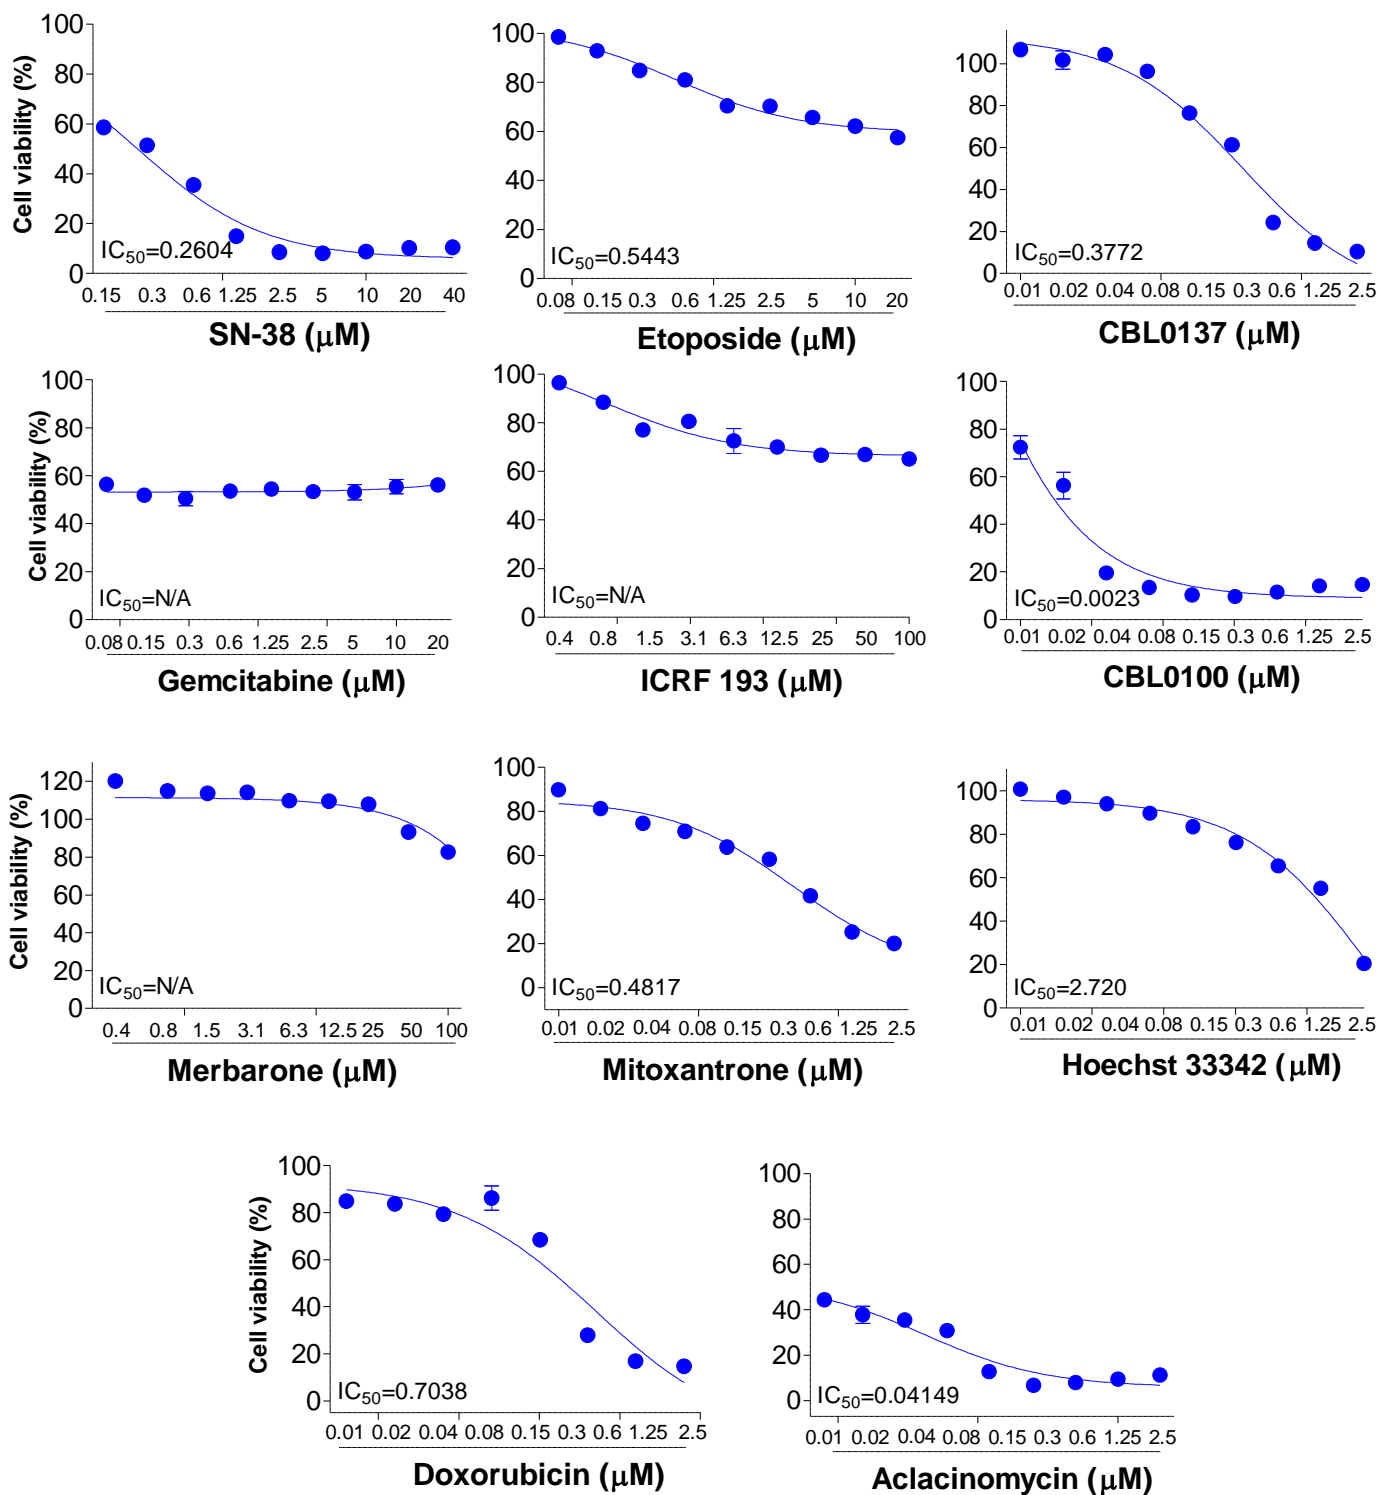 100
80
60
40
20
0
Cell viability (%)
IC50=0.2604
0.15 0.3 0.6 1.25 2.5 5 10 20 40
SN-38 (μM)
100
80
60
40
20
0
IC50=0.5443
0.08 0.15 0.3 0.6 1.25 2.5 5 10 20
Etoposide (μM)
100
80
60
40
20
0
IC50=0.3772
0.01 0.02 0.04 0.08 0.15 0.3 0.6 1.25 2.5
CBL0137 (μM)
100
80
60
40
20
0
Cell viability (%)
IC50=N/A
0.08 0.15 0.3 0.6 1.25 2.5 5 10 20
Gemcitabine (μM)
100
80
60
40
20
0
IC50=N/A
0.4 0.8 1.5 3.1 6.3 12.5 25 50 100
ICRF 193 (μM)
100
80
60
40
20
0
IC50=0.0023
0.01 0.02 0.04 0.08 0.15 0.3 0.6 1.25 2.5
CBL0100 (μM)
120
100
80
60
40
20
0
Cell viability (%)
IC50=N/A
0.4 0.8 1.5 3.1 6.3 12.5 25 50 100
Merbarone (μM)
100
80
60
40
20
0
IC50=0.4817
0.01 0.02 0.04 0.08 0.15 0.3 0.6 1.25 2.5
Mitoxantrone (μM)
100
80
60
40
20
0
IC50=2.720
0.01 0.02 0.04 0.08 0.15 0.3 0.6 1.25 2.5
Hoechst 33342 (μM)
100
80
60
40
20
0
Cell viability (%)
IC50=0.7038
0.01 0.02 0.04 0.08 0.15 0.3 0.6 1.25 2.5
Doxorubicin (μM)
100
80
60
40
20
0
IC50=0.04149
0.01 0.02 0.04 0.08 0.15 0.3 0.6 1.25 2.5
Aclacinomycin (μM)